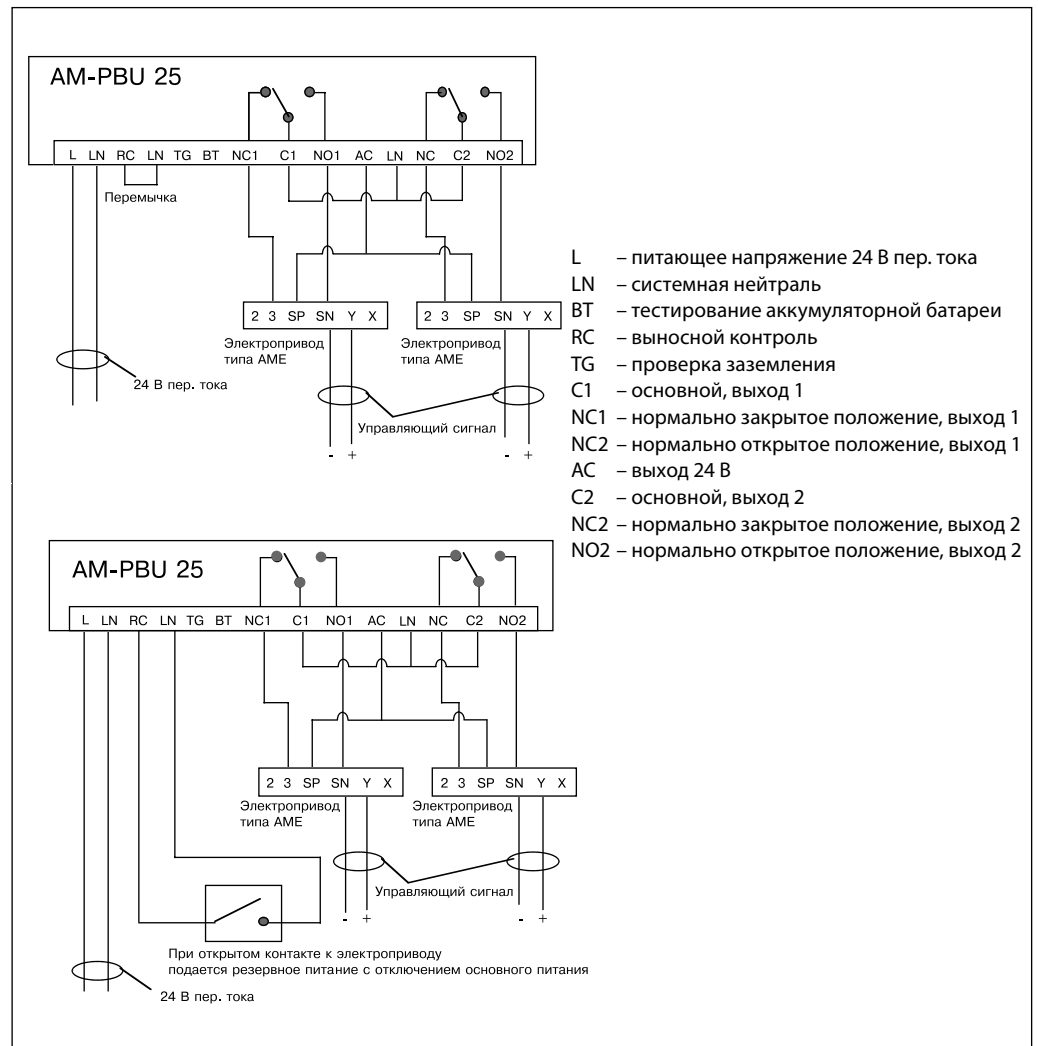 AM-PBU 25
L LN RC LN TG BT NC1 C1 NO1 AC LN NC C2 NO2
Перемычка
2 3 SP SN Y X
2 3 SP SN Y X
Электропривод
типа AME
Электропривод
типа AME
24 В пер. тока
Управляющий сигнал
- +
- +
L – питающее напряжение 24 В пер. тока
LN – системная нейтраль
BT – тестирование аккумуляторной батареи
RC – выносной контроль
TG – проверка заземления
C1 – основной, выход 1
NC1 – нормально закрытое положение, выход 1
NC2 – нормально открытое положение, выход 1
AC – выход 24 В
C2 – основной, выход 2
NC2 – нормально закрытое положение, выход 2
NO2 – нормально открытое положение, выход 2
AM-PBU 25
L LN RC LN TG BT NC1 C1 NO1 AC LN NC C2 NO2
2 3 SP SN Y X
2 3 SP SN Y X
Электропривод
типа AME
Электропривод
типа AME
Управляющий сигнал
- +
- +
При открытом контакте к электроприводу
подается резервное питание с отключением основного питания
24 В пер. тока